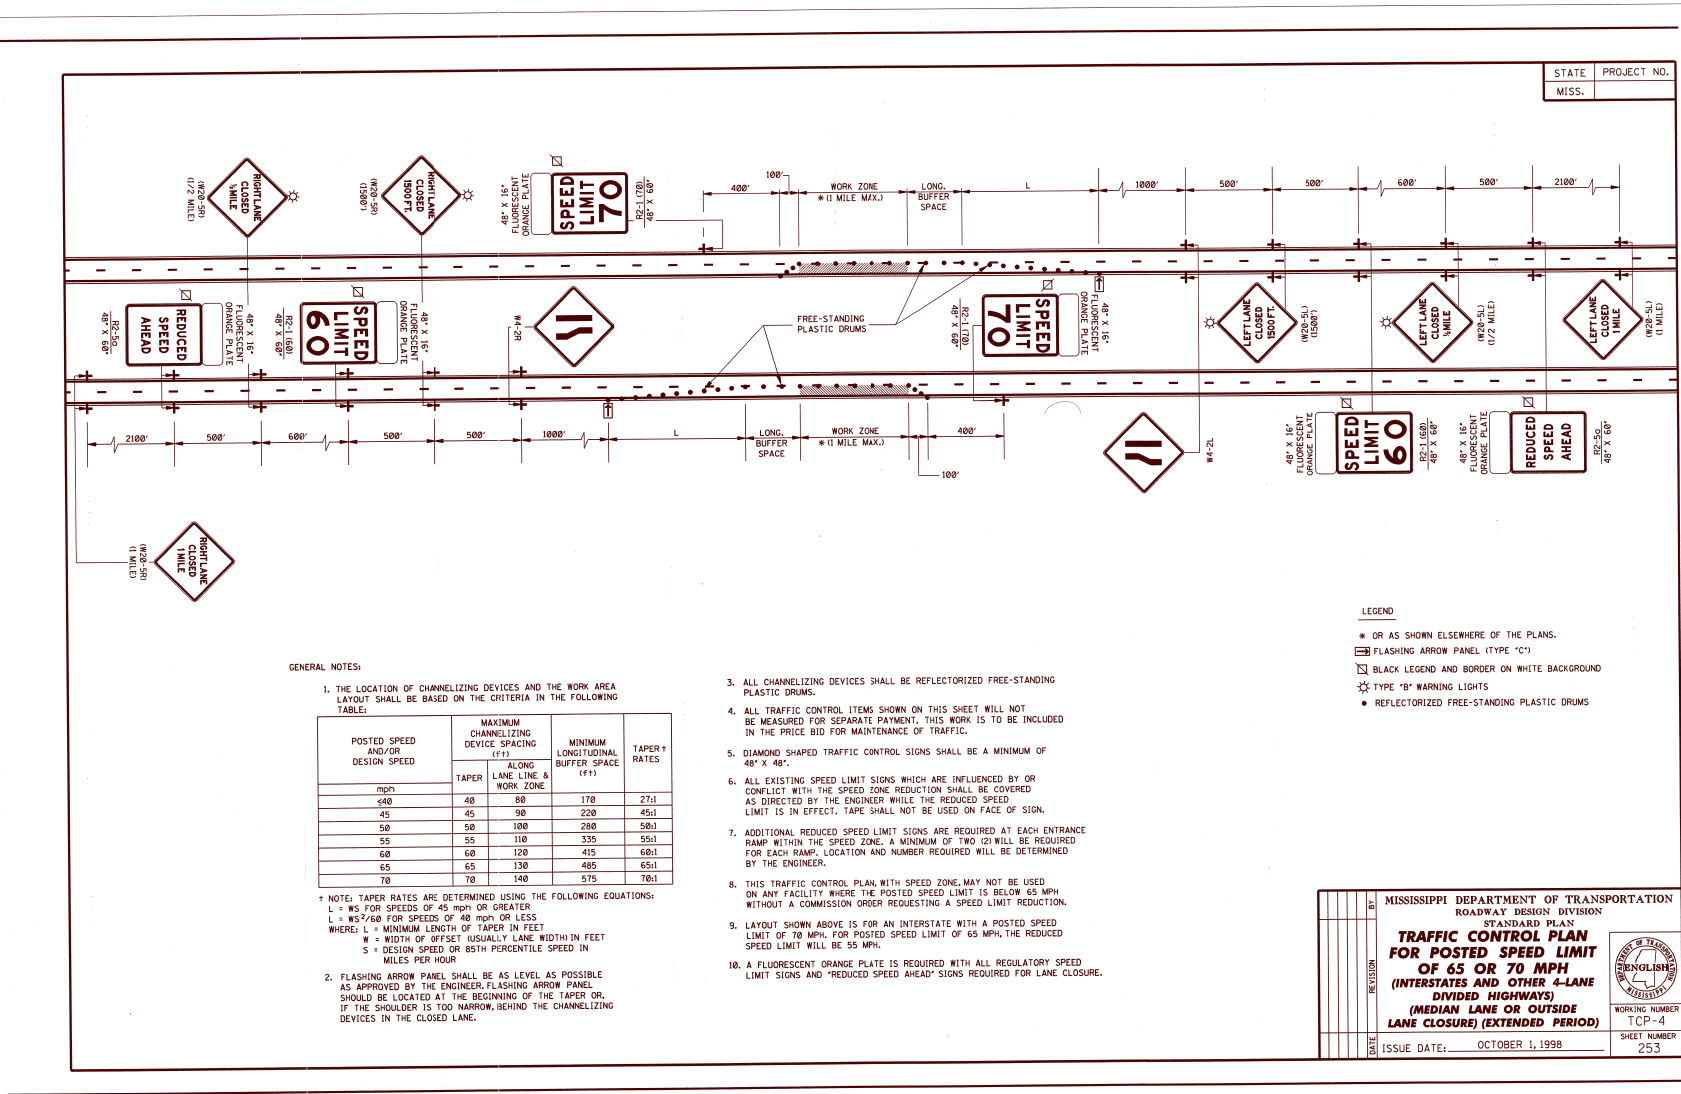 STATE PROJECT NO.
MISS.
(W20-5R)
(1/2 MILE)
RIGHT LANE
CLOSED
½ MILE
(W20-5R)
(1500')
RIGHT LANE
CLOSED
1500 FT.
48" X 16"
FLUORESCENT
ORANGE PLATE
SPEED
LIMIT
70
R2-1 (70)
48" X 60"
400'
100'
WORK ZONE
* (1 MILE MAX.)
LONG.
BUFFER
SPACE
L
1000'
500'
500'
600'
500'
2100'
R2-5a
48" X 60"
REDUCED
SPEED
AHEAD
48" X 16"
FLUORESCENT
ORANGE PLATE
R2-1 (60)
48" X 60"
SPEED
LIMIT
60
48" X 16"
FLUORESCENT
ORANGE PLATE
W4-2R
FREE-STANDING
PLASTIC DRUMS
R2-1 (70)
48" X 60"
SPEED
LIMIT
70
48" X 16"
FLUORESCENT
ORANGE PLATE
LEFT LANE
CLOSED
1500 FT.
(W20-5L)
(1500')
LEFT LANE
CLOSED
½ MILE
(W20-5L)
(1/2 MILE)
LEFT LANE
CLOSED
1 MILE
(W20-5L)
(1 MILE)
2100'
500'
600'
500'
500'
1000'
L
LONG.
BUFFER
SPACE
WORK ZONE
* (1 MILE MAX.)
400'
100'
W4-2L
48" X 16"
FLUORESCENT
ORANGE PLATE
SPEED
LIMIT
60
R2-1 (60)
48" X 60"
48" X 16"
FLUORESCENT
ORANGE PLATE
REDUCED
SPEED
AHEAD
R2-5a
48" X 60"
(W20-5R)
(1 MILE)
RIGHT LANE
CLOSED
1 MILE
LEGEND
* OR AS SHOWN ELSEWHERE OF THE PLANS.
FLASHING ARROW PANEL (TYPE "C")
BLACK LEGEND AND BORDER ON WHITE BACKGROUND
TYPE "B" WARNING LIGHTS
• REFLECTORIZED FREE-STANDING PLASTIC DRUMS
GENERAL NOTES:
1. THE LOCATION OF CHANNELIZING DEVICES AND THE WORK AREA
LAYOUT SHALL BE BASED ON THE CRITERIA IN THE FOLLOWING
TABLE:
POSTED SPEED
AND/OR
DESIGN SPEED
mph
MAXIMUM
CHANNELIZING
DEVICE SPACING
(ft)
TAPER
ALONG
LANE LINE &
WORK ZONE
MINIMUM
LONGITUDINAL
BUFFER SPACE
(ft)
TAPER †
RATES
≤40 40 80 170 27:1
45 45 90 220 45:1
50 50 100 280 50:1
55 55 110 335 55:1
60 60 120 415 60:1
65 65 130 485 65:1
70 70 140 575 70:1
† NOTE: TAPER RATES ARE DETERMINED USING THE FOLLOWING EQUATIONS:
L = WS FOR SPEEDS OF 45 mph OR GREATER
L = WS²/60 FOR SPEEDS OF 40 mph OR LESS
WHERE: L = MINIMUM LENGTH OF TAPER IN FEET
W = WIDTH OF OFFSET (USUALLY LANE WIDTH) IN FEET
S = DESIGN SPEED OR 85TH PERCENTILE SPEED IN
MILES PER HOUR
2. FLASHING ARROW PANEL SHALL BE AS LEVEL AS POSSIBLE
AS APPROVED BY THE ENGINEER. FLASHING ARROW PANEL
SHOULD BE LOCATED AT THE BEGINNING OF THE TAPER OR,
IF THE SHOULDER IS TOO NARROW, BEHIND THE CHANNELIZING
DEVICES IN THE CLOSED LANE.
3. ALL CHANNELIZING DEVICES SHALL BE REFLECTORIZED FREE-STANDING
PLASTIC DRUMS.
4. ALL TRAFFIC CONTROL ITEMS SHOWN ON THIS SHEET WILL NOT
BE MEASURED FOR SEPARATE PAYMENT. THIS WORK IS TO BE INCLUDED
IN THE PRICE BID FOR MAINTENANCE OF TRAFFIC.
5. DIAMOND SHAPED TRAFFIC CONTROL SIGNS SHALL BE A MINIMUM OF
48" X 48".
6. ALL EXISTING SPEED LIMIT SIGNS WHICH ARE INFLUENCED BY OR
CONFLICT WITH THE SPEED ZONE REDUCTION SHALL BE COVERED
AS DIRECTED BY THE ENGINEER WHILE THE REDUCED SPEED
LIMIT IS IN EFFECT. TAPE SHALL NOT BE USED ON FACE OF SIGN.
7. ADDITIONAL REDUCED SPEED LIMIT SIGNS ARE REQUIRED AT EACH ENTRANCE
RAMP WITHIN THE SPEED ZONE. A MINIMUM OF TWO (2) WILL BE REQUIRED
FOR EACH RAMP. LOCATION AND NUMBER REQUIRED WILL BE DETERMINED
BY THE ENGINEER.
8. THIS TRAFFIC CONTROL PLAN, WITH SPEED ZONE, MAY NOT BE USED
ON ANY FACILITY WHERE THE POSTED SPEED LIMIT IS BELOW 65 MPH
WITHOUT A COMMISSION ORDER REQUESTING A SPEED LIMIT REDUCTION.
9. LAYOUT SHOWN ABOVE IS FOR AN INTERSTATE WITH A POSTED SPEED
LIMIT OF 70 MPH. FOR POSTED SPEED LIMIT OF 65 MPH, THE REDUCED
SPEED LIMIT WILL BE 55 MPH.
10. A FLUORESCENT ORANGE PLATE IS REQUIRED WITH ALL REGULATORY SPEED
LIMIT SIGNS AND "REDUCED SPEED AHEAD" SIGNS REQUIRED FOR LANE CLOSURE.
BY
REVISION
DATE
MISSISSIPPI DEPARTMENT OF TRANSPORTATION
ROADWAY DESIGN DIVISION
STANDARD PLAN
TRAFFIC CONTROL PLAN
FOR POSTED SPEED LIMIT
OF 65 OR 70 MPH
(INTERSTATES AND OTHER 4-LANE
DIVIDED HIGHWAYS)
(MEDIAN LANE OR OUTSIDE
LANE CLOSURE) (EXTENDED PERIOD)
ISSUE DATE: OCTOBER 1, 1998
DEPARTMENT OF TRANSPORTATION
ENGLISH
MISSISSIPPI
WORKING NUMBER
TCP-4
SHEET NUMBER
253